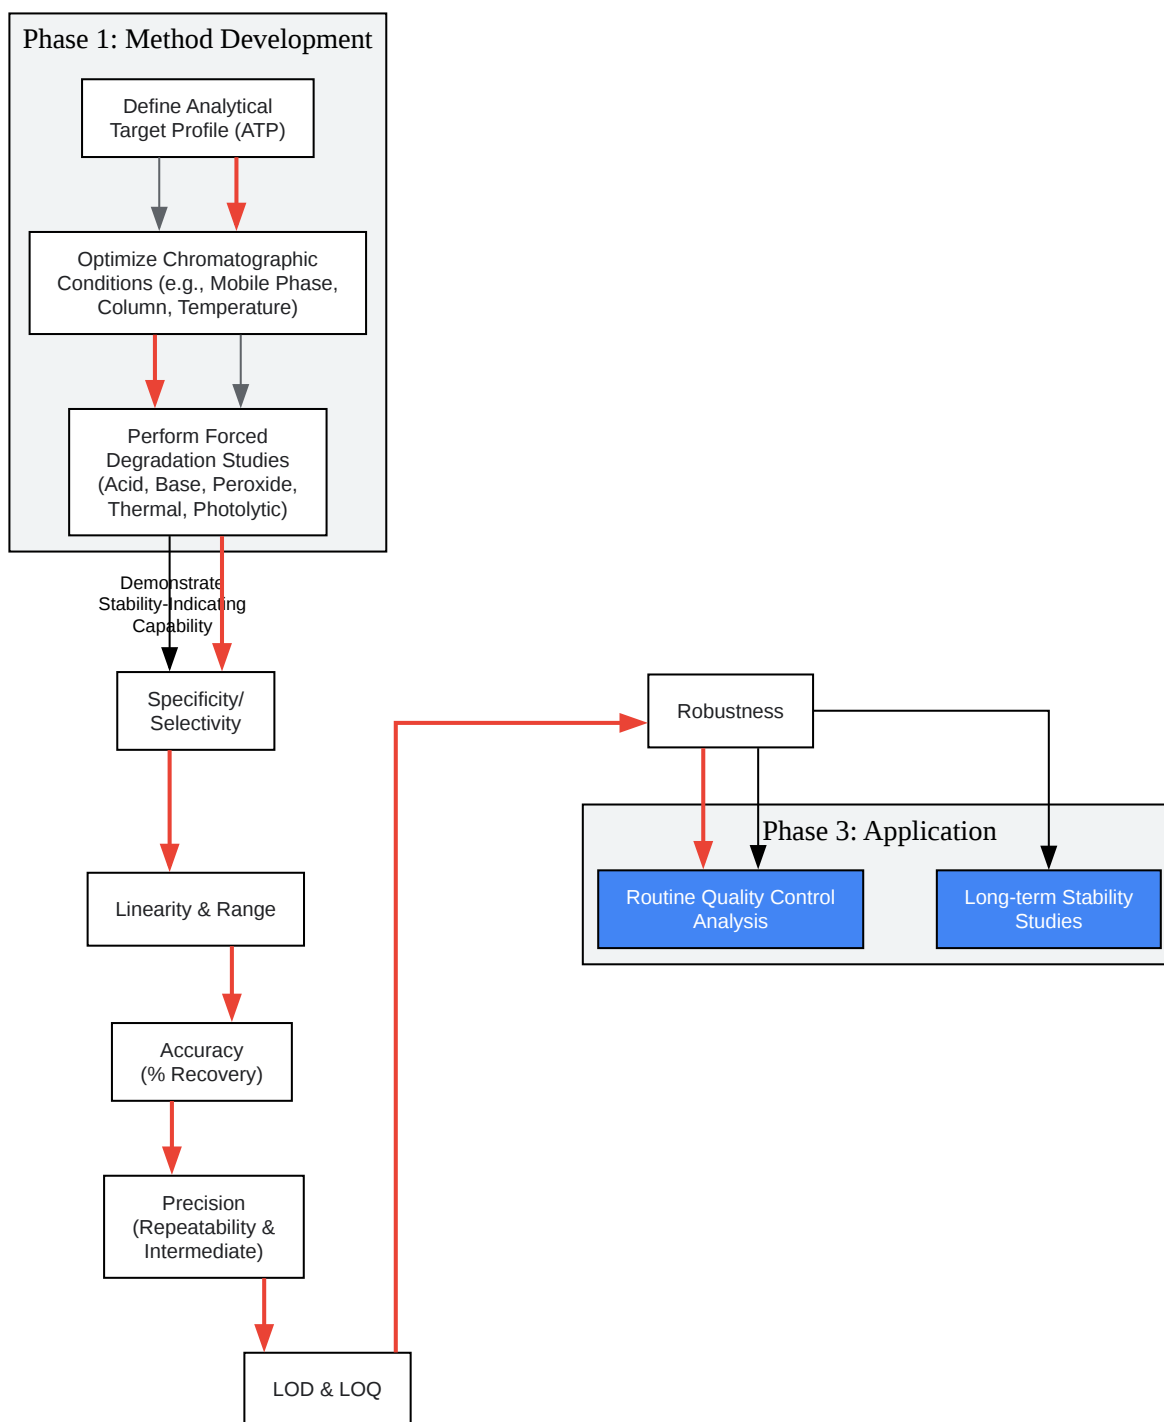 Phase 1: Method Development
Define Analytical
Target Profile (ATP)
Optimize Chromatographic
Conditions (e.g., Mobile Phase,
Column, Temperature)
Perform Forced
Degradation Studies
(Acid, Base, Peroxide,
Thermal, Photolytic)
Demonstrate
Stability-Indicating
Capability
Specificity/
Selectivity
Linearity & Range
Accuracy
(% Recovery)
Precision
(Repeatability &
Intermediate)
LOD & LOQ
Robustness
Phase 3: Application
Routine Quality Control
Analysis
Long-term Stability
Studies